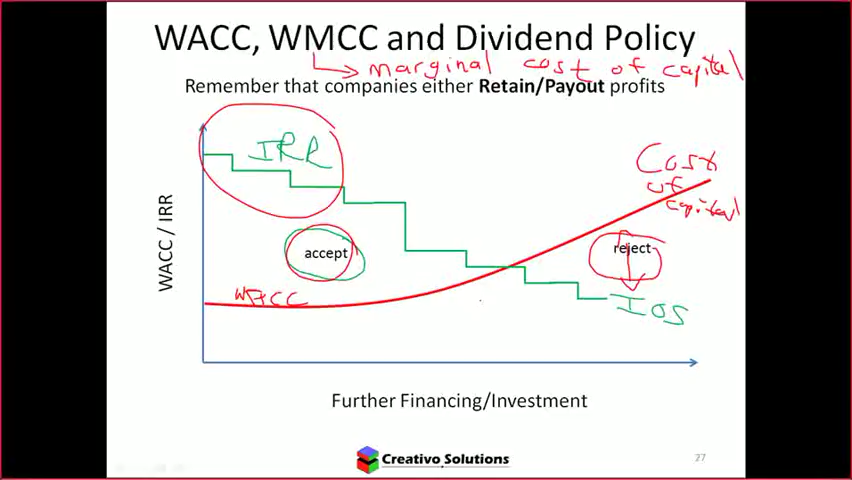 WACC, WMCC and Dividend Policy
marginal cost of capital
Remember that companies either Retain/Payout profits
IRR
Cost
of
capital
WACC / IRR
accept
reject
WACC
IOS
Further Financing/Investment
Creativo Solutions
27